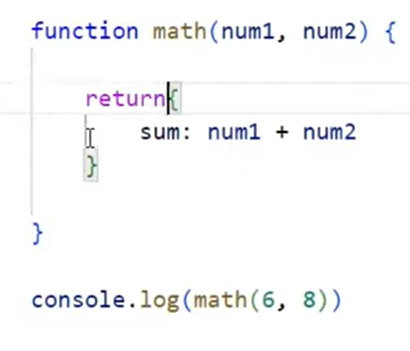 function math(num1, num2) {
return{
sum: num1 + num2
}
}
console.log(math(6, 8))